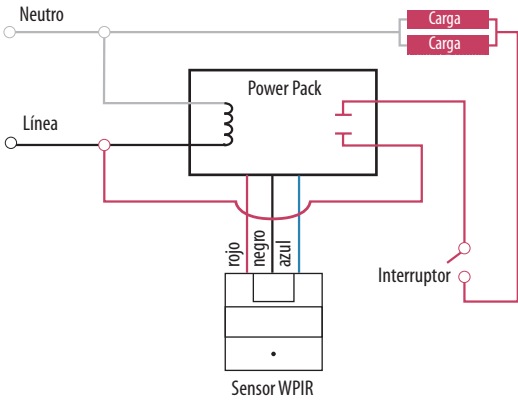 Neutro
Carga
Carga
Power Pack
Línea
rojo
negro
azul
Interruptor
Sensor WPIR